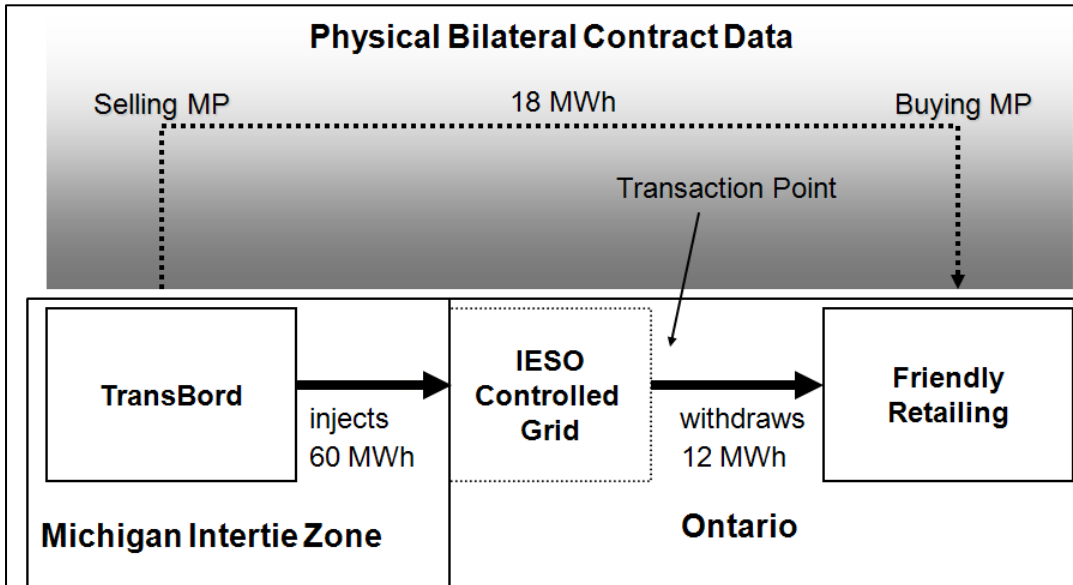 Physical Bilateral Contract Data
Selling MP
18 MWh
Buying MP
Transaction Point
TransBord
injects
60 MWh
IESO
Controlled
Grid
withdraws
12 MWh
Friendly
Retailing
Michigan Intertie Zone
Ontario